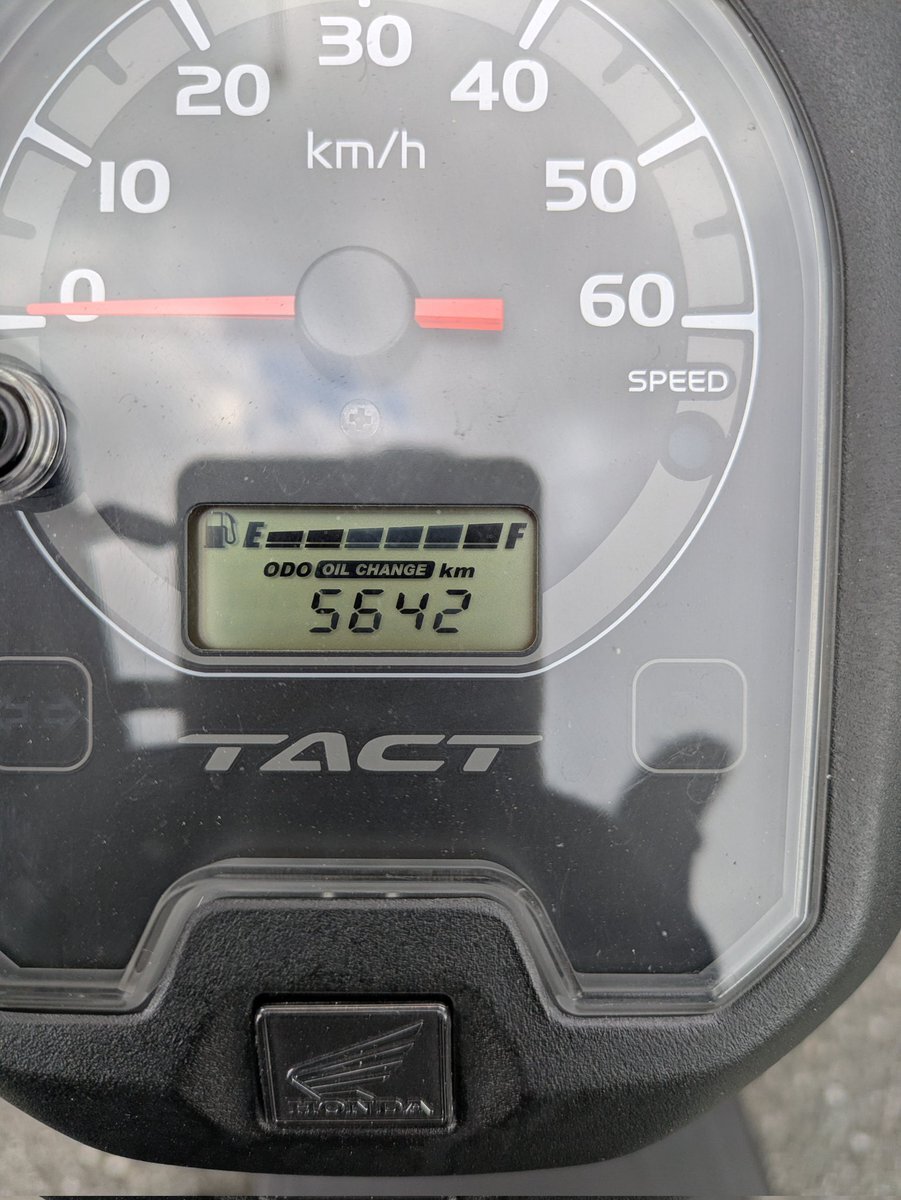 30
20
40
km/h
10
50
0
60
SPEED
E F
ODO OIL CHANGE km
5642
TACT
HONDA